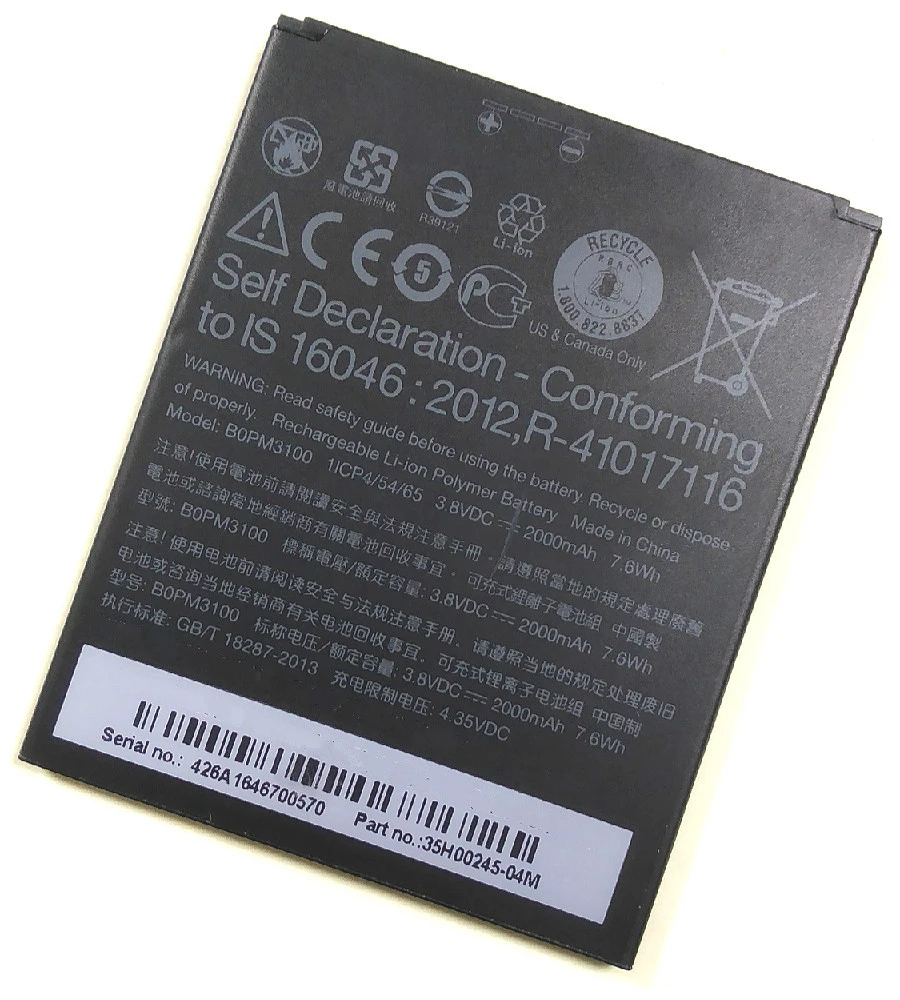 +
−
廢電池請回收
R39121
Li-ion
CE
5
RECYCLE
RBRC
Li-ion
1.800.822.8837
US & Canada Only
Self Declaration - Conforming
to IS 16046 : 2012,R-41017116
WARNING: Read safety guide before using the battery. Recycle or dispose
of properly. Rechargeable Li-ion Polymer Battery Made in China
Model: B0PM3100 1ICP4/54/65 3.8VDC 2000mAh 7.6Wh
注意!使用電池前請閱讀安全與法規注意手冊，請遵照當地的規定處理廢舊
電池或諮詢當地經銷商有關電池回收事宜．可充式鋰離子電池組 中國製
型號: B0PM3100 標稱電壓/額定容量: 3.8VDC 2000mAh 7.6Wh
注意!使用电池前请阅读安全与法规注意手册．请遵照当地的规定处理废旧
电池或咨询当地经销商有关电池回收事宜．可充式锂离子电池组 中国制
型号: B0PM3100 标称电压/额定容量: 3.8VDC 2000mAh 7.6Wh
执行标准: GB/T 18287-2013 充电限制电压: 4.35VDC
Serial no.: 426A1646700570 Part no.:35H00245-04M